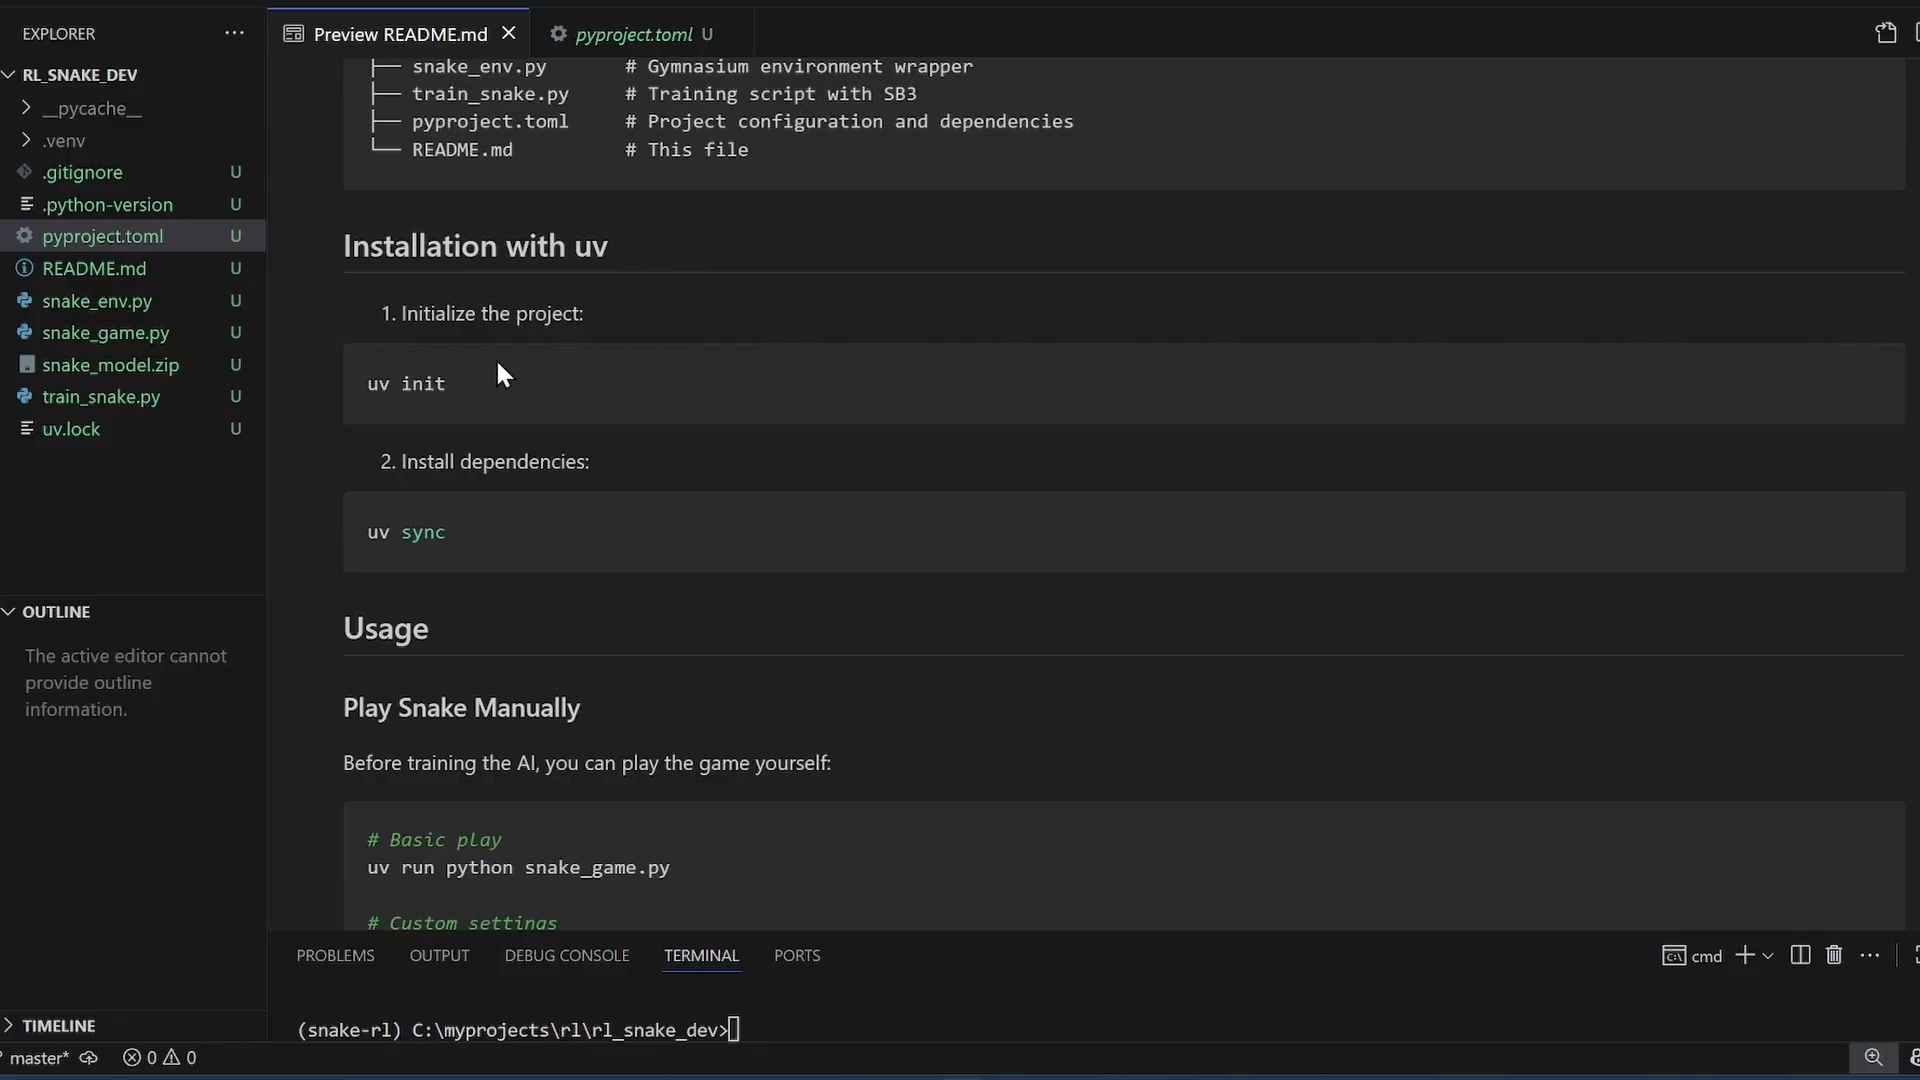 EXPLORER
RL_SNAKE_DEV
__pycache__
.venv
.gitignore U
.python-version U
pyproject.toml U
README.md U
snake_env.py U
snake_game.py U
snake_model.zip U
train_snake.py U
uv.lock U
OUTLINE
The active editor cannot
provide outline
information.
TIMELINE
Preview README.md
pyproject.toml U
├── snake_env.py # Gymnasium environment wrapper
├── train_snake.py # Training script with SB3
├── pyproject.toml # Project configuration and dependencies
└── README.md # This file
Installation with uv
1. Initialize the project:
uv init
2. Install dependencies:
uv sync
Usage
Play Snake Manually
Before training the AI, you can play the game yourself:
# Basic play
uv run python snake_game.py
# Custom settings
PROBLEMS OUTPUT DEBUG CONSOLE TERMINAL PORTS
cmd
(snake-rl) C:\myprojects\rl\rl_snake_dev>
master* 0 0